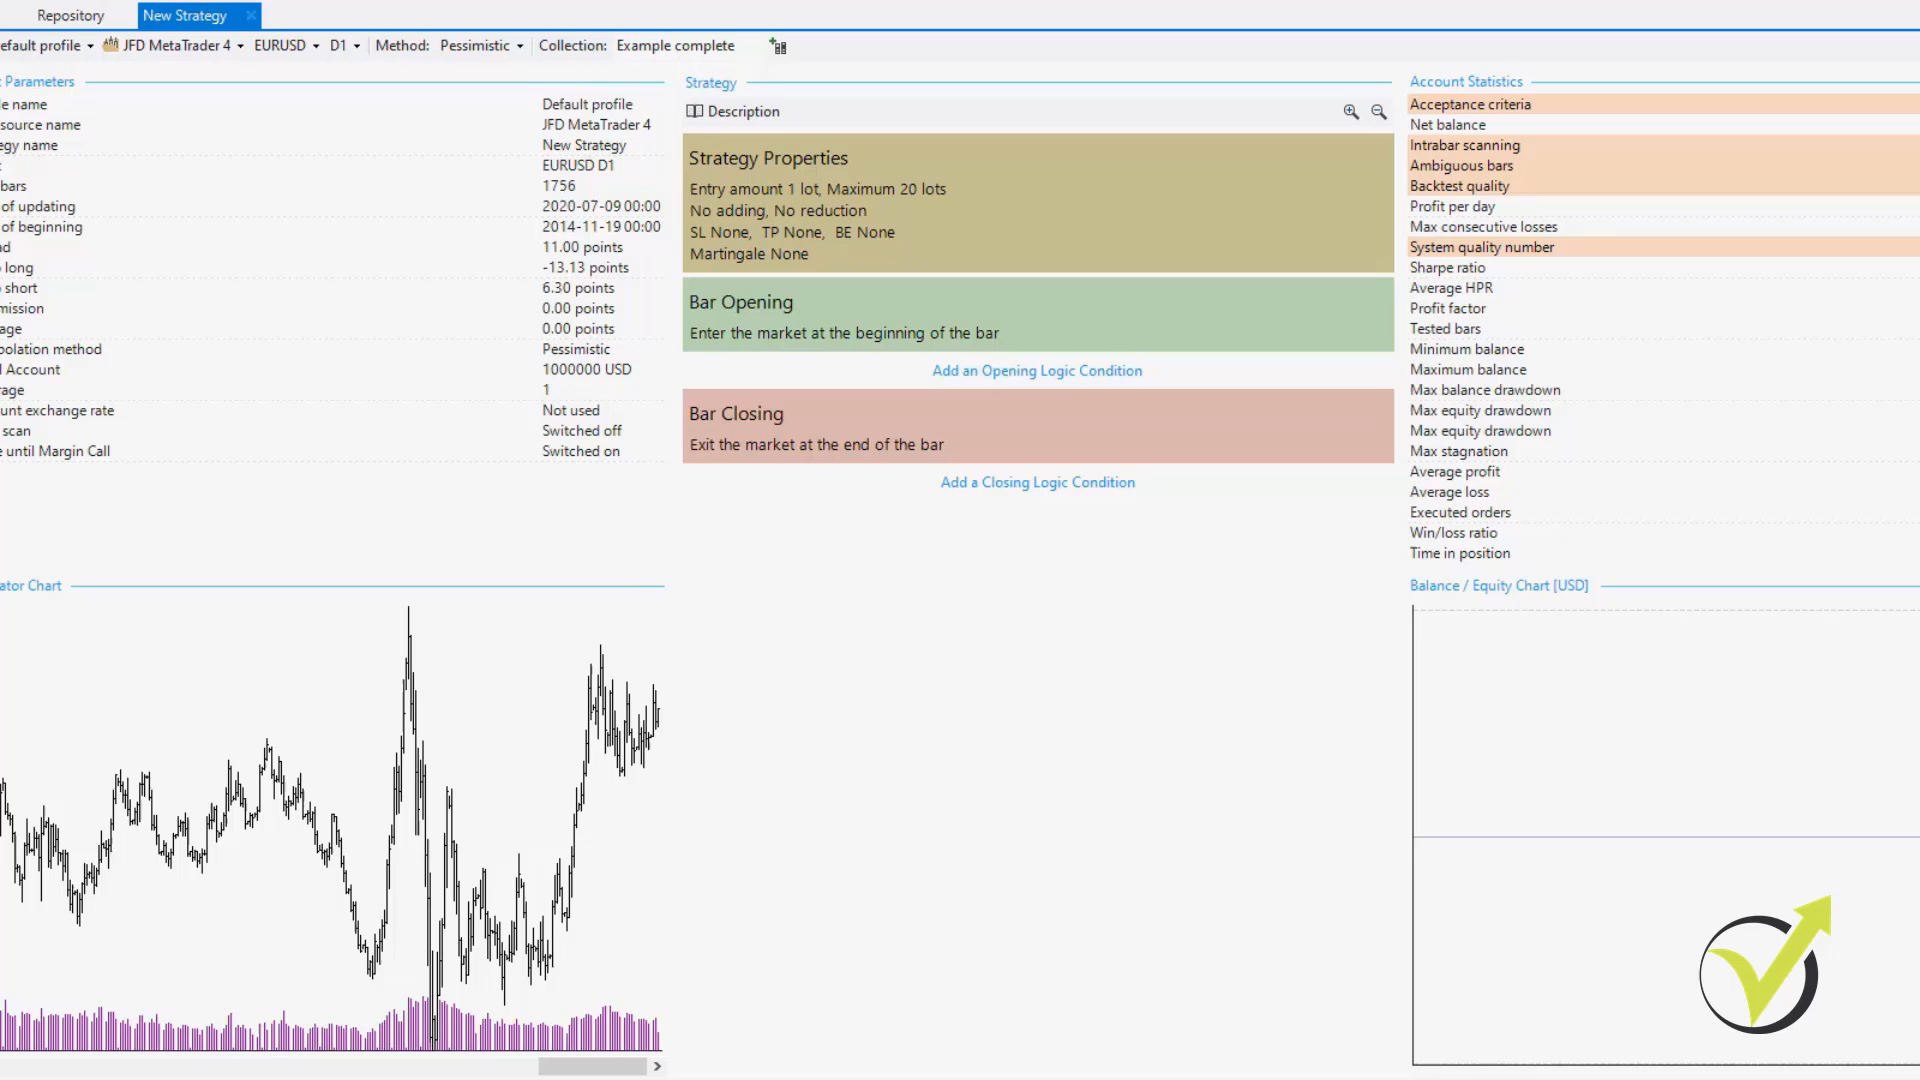 Repository
New Strategy
efault profile JFD MetaTrader 4 EURUSD D1 Method: Pessimistic Collection: Example complete
Parameters
le name Default profile
source name JFD MetaTrader 4
egy name New Strategy
EURUSD D1
bars 1756
of updating 2020-07-09 00:00
of beginning 2014-11-19 00:00
ad 11.00 points
long -13.13 points
short 6.30 points
mission 0.00 points
age 0.00 points
polation method Pessimistic
l Account 1000000 USD
rage 1
unt exchange rate Not used
scan Switched off
e until Margin Call Switched on
ator Chart
Strategy
Description
Strategy Properties
Entry amount 1 lot, Maximum 20 lots
No adding, No reduction
SL None, TP None, BE None
Martingale None
Bar Opening
Enter the market at the beginning of the bar
Add an Opening Logic Condition
Bar Closing
Exit the market at the end of the bar
Add a Closing Logic Condition
Account Statistics
Acceptance criteria
Net balance
Intrabar scanning
Ambiguous bars
Backtest quality
Profit per day
Max consecutive losses
System quality number
Sharpe ratio
Average HPR
Profit factor
Tested bars
Minimum balance
Maximum balance
Max balance drawdown
Max equity drawdown
Max equity drawdown
Max stagnation
Average profit
Average loss
Executed orders
Win/loss ratio
Time in position
Balance / Equity Chart [USD]